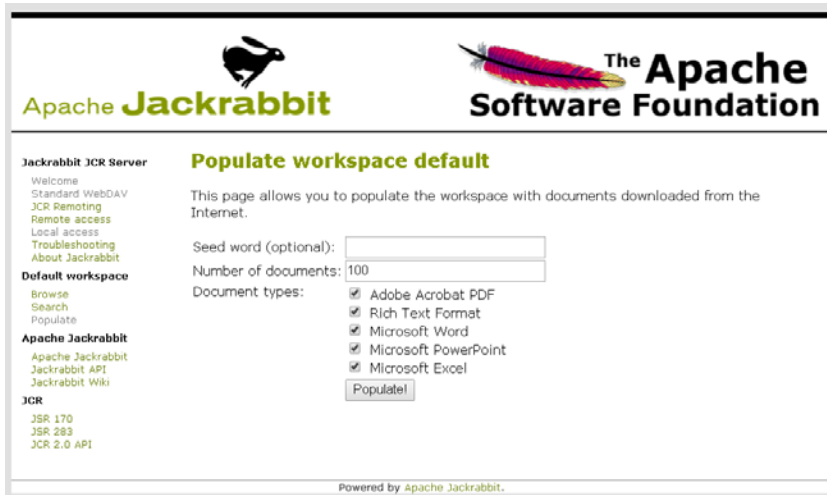 Apache Jackrabbit
The Apache
Software Foundation
Jackrabbit JCR Server
Welcome
Standard WebDAV
JCR Remoting
Remote access
Local access
Troubleshooting
About Jackrabbit
Default workspace
Browse
Search
Populate
Apache Jackrabbit
Apache Jackrabbit
Jackrabbit API
Jackrabbit Wiki
JCR
JSR 170
JSR 283
JCR 2.0 API
Populate workspace default
This page allows you to populate the workspace with documents downloaded from the
Internet.
Seed word (optional):
Number of documents: 100
Document types:
Adobe Acrobat PDF
Rich Text Format
Microsoft Word
Microsoft PowerPoint
Microsoft Excel
Populate!
Powered by Apache Jackrabbit.